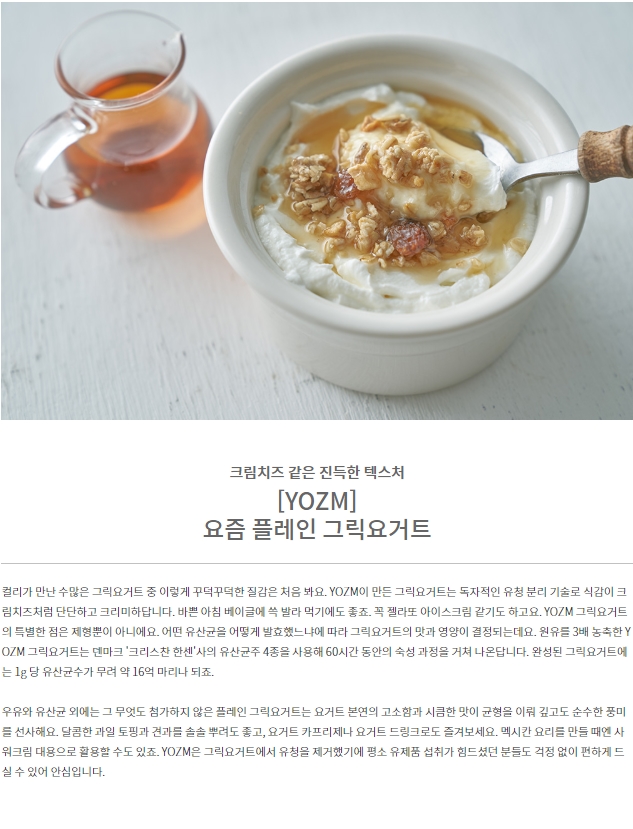 크림치즈 같은 진득한 텍스처
[YOZM]
요즘 플레인 그릭요거트
컬리가 만난 수많은 그릭요거트 중 이렇게 꾸덕꾸덕한 질감은 처음 봐요. YOZM이 만든 그릭요거트는 독자적인 유청 분리 기술로 식감이 크
림치즈처럼 단단하고 크리미하답니다. 바쁜 아침 베이글에 쓱 발라 먹기에도 좋죠. 꼭 젤라또 아이스크림 같기도 하고요. YOZM 그릭요거트
의 특별한 점은 제형뿐이 아니에요. 어떤 유산균을 어떻게 발효했느냐에 따라 그릭요거트의 맛과 영양이 결정되는데요. 원유를 3배 농축한 Y
OZM 그릭요거트는 덴마크 '크리스찬 한센'사의 유산균주 4종을 사용해 60시간 동안의 숙성 과정을 거쳐 나온답니다. 완성된 그릭요거트에
는 1g 당 유산균수가 무려 약 16억 마리나 되죠.
우유와 유산균 외에는 그 무엇도 첨가하지 않은 플레인 그릭요거트는 요거트 본연의 고소함과 시큼한 맛이 균형을 이뤄 깊고도 순수한 풍미
를 선사해요. 달콤한 과일 토핑과 견과를 솔솔 뿌려도 좋고, 요거트 카프리제나 요거트 드링크로도 즐겨보세요. 멕시칸 요리를 만들 때엔 사
워크림 대용으로 활용할 수도 있죠. YOZM은 그릭요거트에서 유청을 제거했기에 평소 유제품 섭취가 힘드셨던 분들도 걱정 없이 편하게 드
실 수 있어 안심입니다.